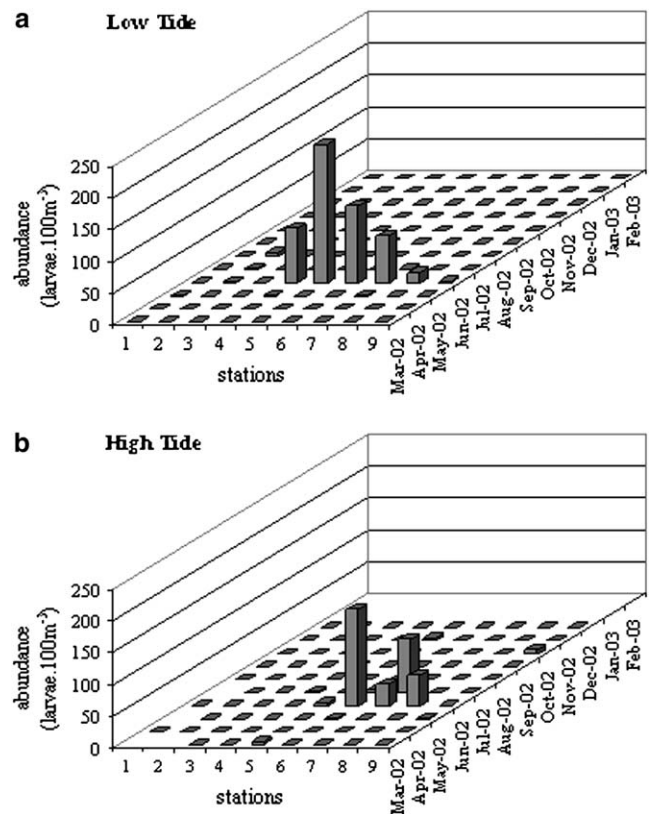 a
Low Tide
250
200
150
100
50
0
abundance
(larvae.100m⁻³)
1 2 3 4 5 6 7 8 9
stations
Mar-02
Apr-02
May-02
Jun-02
Jul-02
Aug-02
Sep-02
Oct-02
Nov-02
Dec-02
Jan-03
Feb-03
b
High Tide
250
200
150
100
50
0
abundance
(larvae.100m⁻³)
1 2 3 4 5 6 7 8 9
stations
Mar-02
Apr-02
May-02
Jun-02
Jul-02
Aug-02
Sep-02
Oct-02
Nov-02
Dec-02
Jan-03
Feb-03